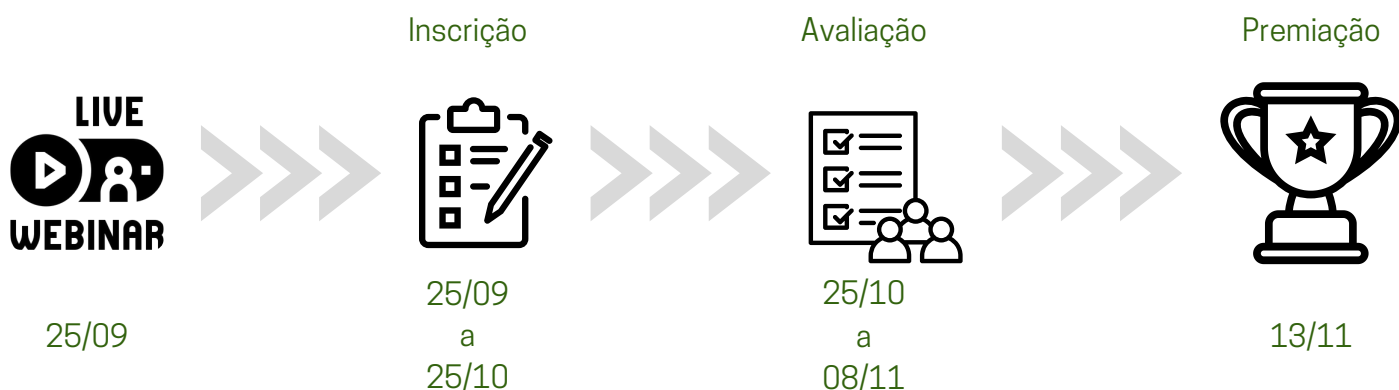 Inscrição
Avaliação
Premiação
LIVE
WEBINAR
25/09
25/09
a
25/10
25/10
a
08/11
13/11